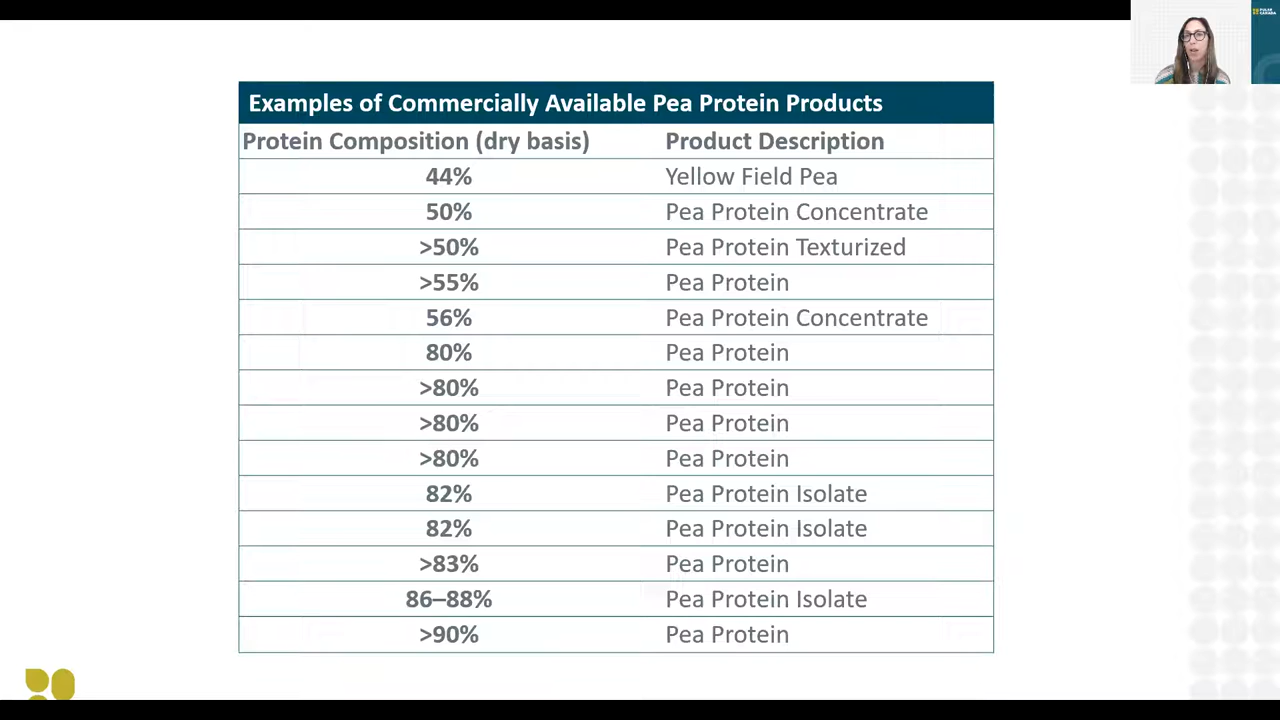 PULSE CANADA
Examples of Commercially Available Pea Protein Products
Protein Composition (dry basis) Product Description
44% Yellow Field Pea
50% Pea Protein Concentrate
>50% Pea Protein Texturized
>55% Pea Protein
56% Pea Protein Concentrate
80% Pea Protein
>80% Pea Protein
>80% Pea Protein
>80% Pea Protein
82% Pea Protein Isolate
82% Pea Protein Isolate
>83% Pea Protein
86–88% Pea Protein Isolate
>90% Pea Protein